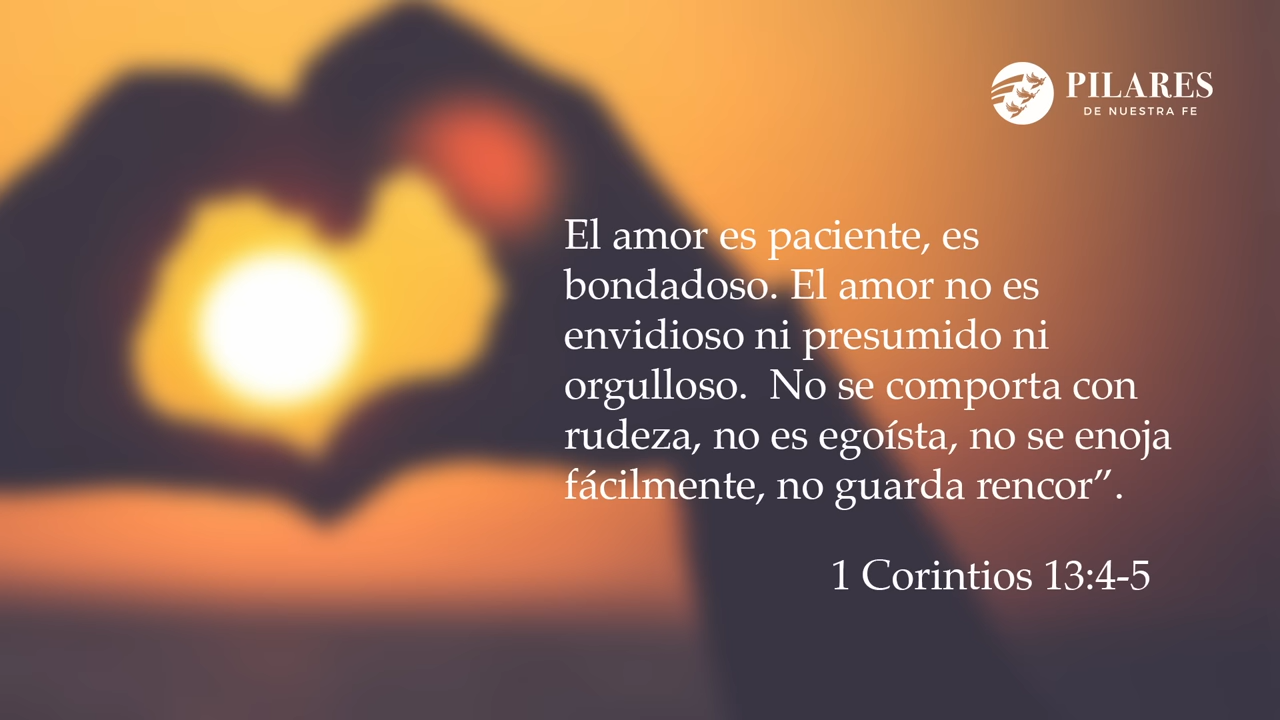 PILARES
DE NUESTRA FE
El amor es paciente, es
bondadoso. El amor no es
envidioso ni presumido ni
orgulloso.  No se comporta con
rudeza, no es egoísta, no se enoja
fácilmente, no guarda rencor”.
1 Corintios 13:4-5